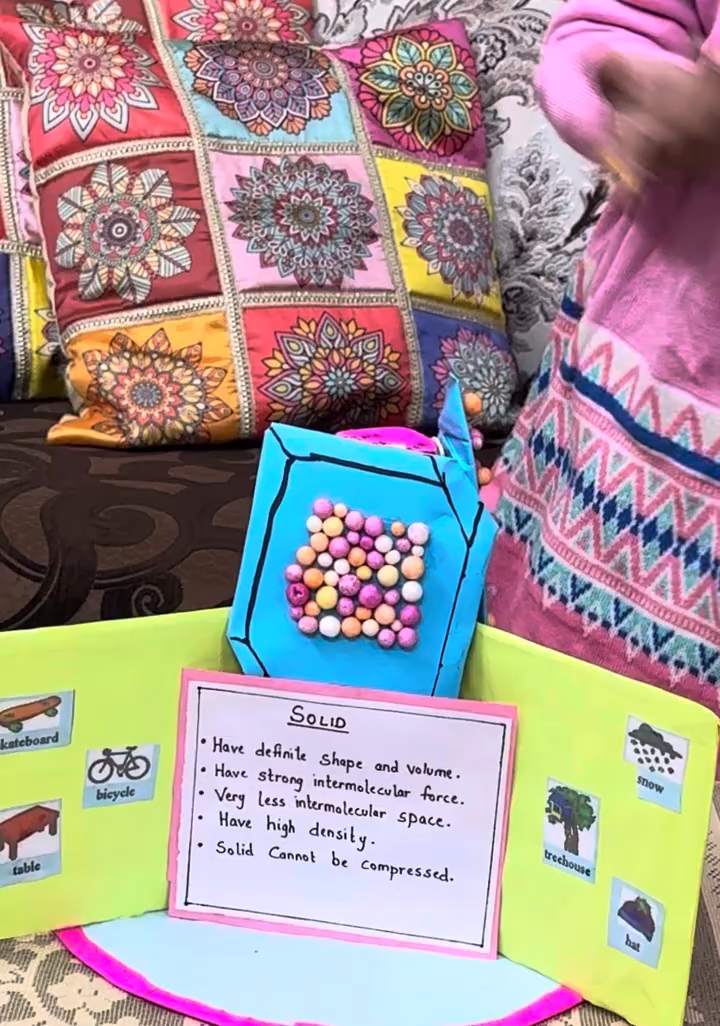 SOLID
• Have definite shape and volume.
• Have strong intermolecular force.
• Very less intermolecular space.
• Have high density.
• Solid Cannot be compressed.
skateboard
bicycle
table
snow
treehouse
hat